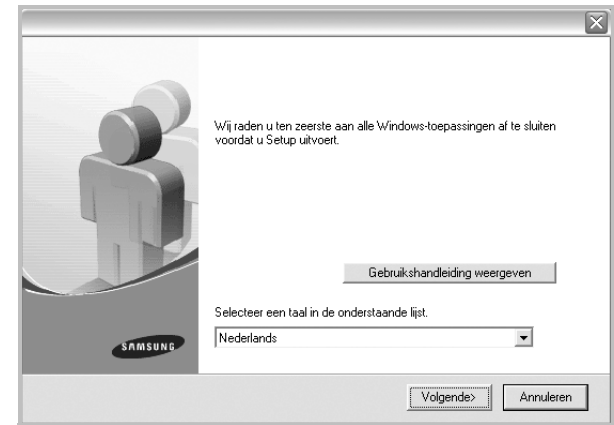 Wij raden u ten zeerste aan alle Windows-toepassingen af te sluiten
voordat u Setup uitvoert.
Gebruikshandleiding weergeven
Selecteer een taal in de onderstaande lijst.
Nederlands
SAMSUNG
Volgende>
Annuleren